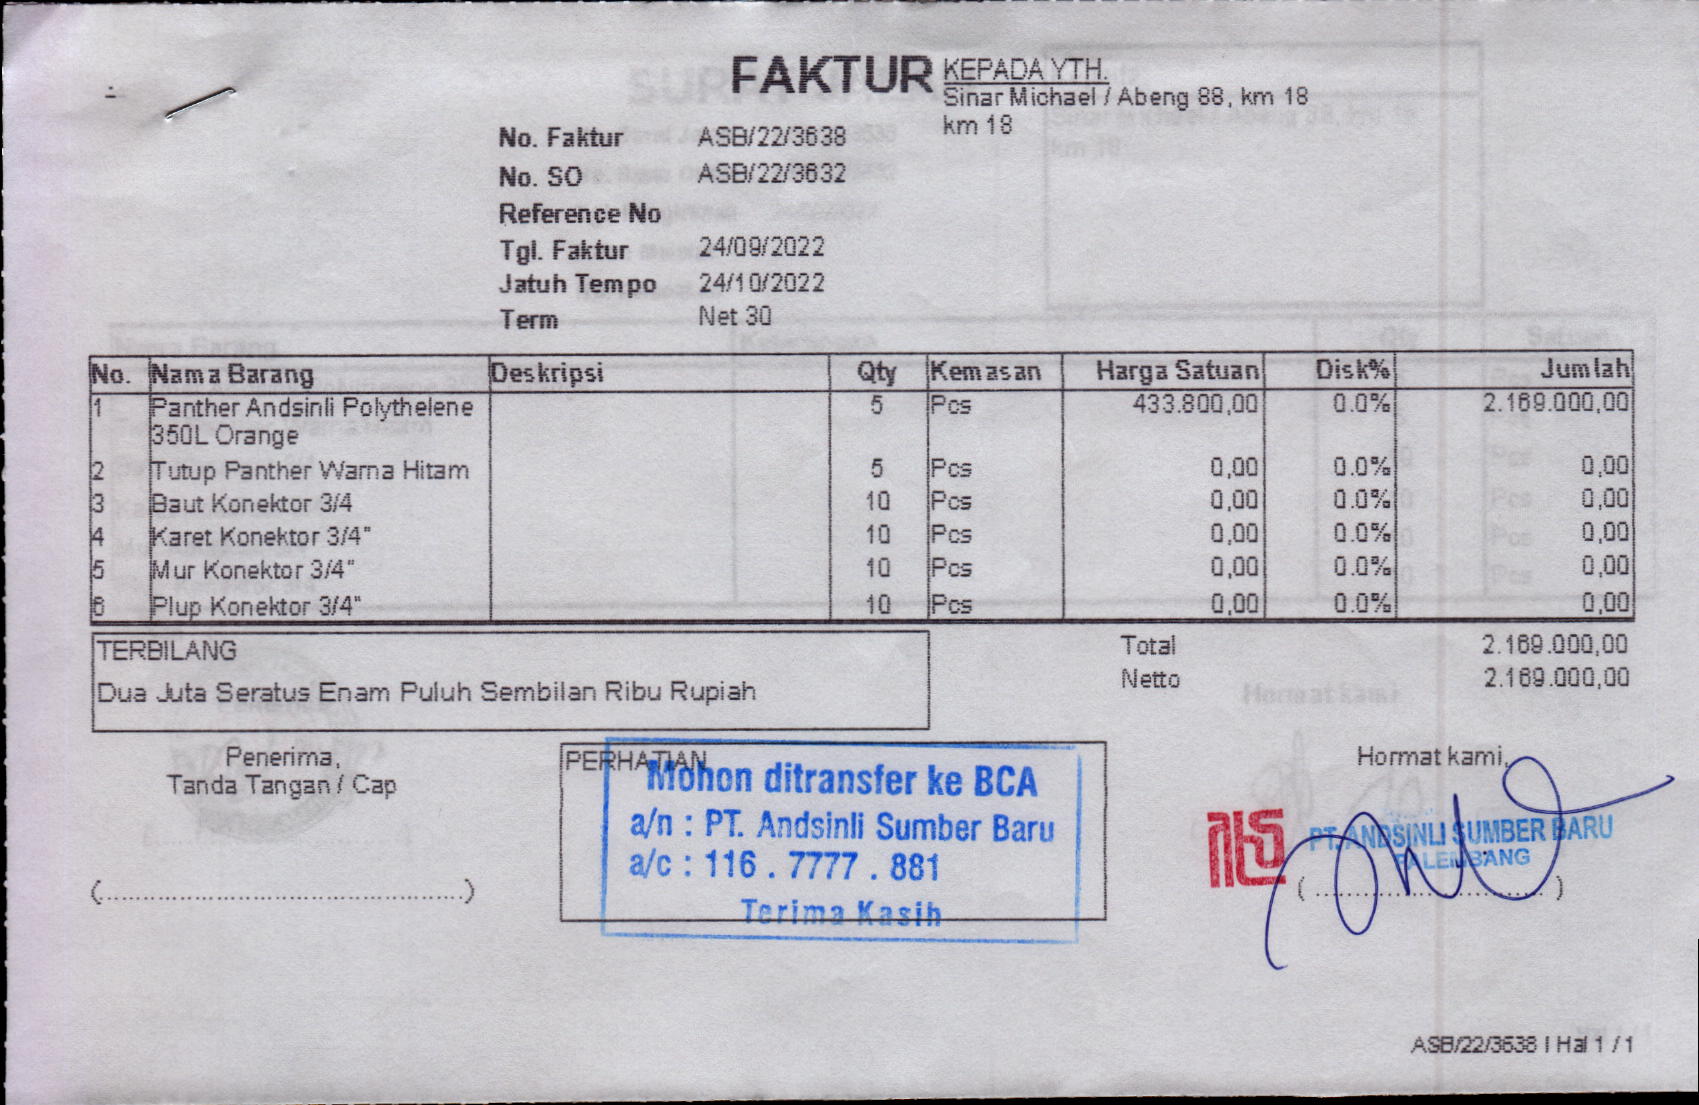 FAKTUR
KEPADA YTH.
Sinar Michael / Abeng 88, km 18
km 18
No. Faktur ASB/22/3638
No. SO ASB/22/3632
Reference No
Tgl. Faktur 24/09/2022
Jatuh Tempo 24/10/2022
Term Net 30
No. Nama Barang Deskripsi Qty Kemasan Harga Satuan Disk% Jumlah
1 Panther Andsinli Polythelene 5 Pcs 433.800,00 0.0% 2.169.000,00
350L Orange
2 Tutup Panther Warna Hitam 5 Pcs 0,00 0.0% 0,00
3 Baut Konektor 3/4 10 Pcs 0,00 0.0% 0,00
4 Karet Konektor 3/4" 10 Pcs 0,00 0.0% 0,00
5 Mur Konektor 3/4" 10 Pcs 0,00 0.0% 0,00
6 Plup Konektor 3/4" 10 Pcs 0,00 0.0% 0,00
TERBILANG
Dua Juta Seratus Enam Puluh Sembilan Ribu Rupiah
Total 2.169.000,00
Netto 2.169.000,00
Penerima,
Tanda Tangan / Cap
(..................................................)
PERHATIAN
Mohon ditransfer ke BCA
a/n : PT. Andsinli Sumber Baru
a/c : 116 . 7777 . 881
Terima Kasih
Hormat kami,
PT. ANDSINLI SUMBER BARU
PALEMBANG
( .................................. )
ASB/22/3638 | Hal 1 / 1